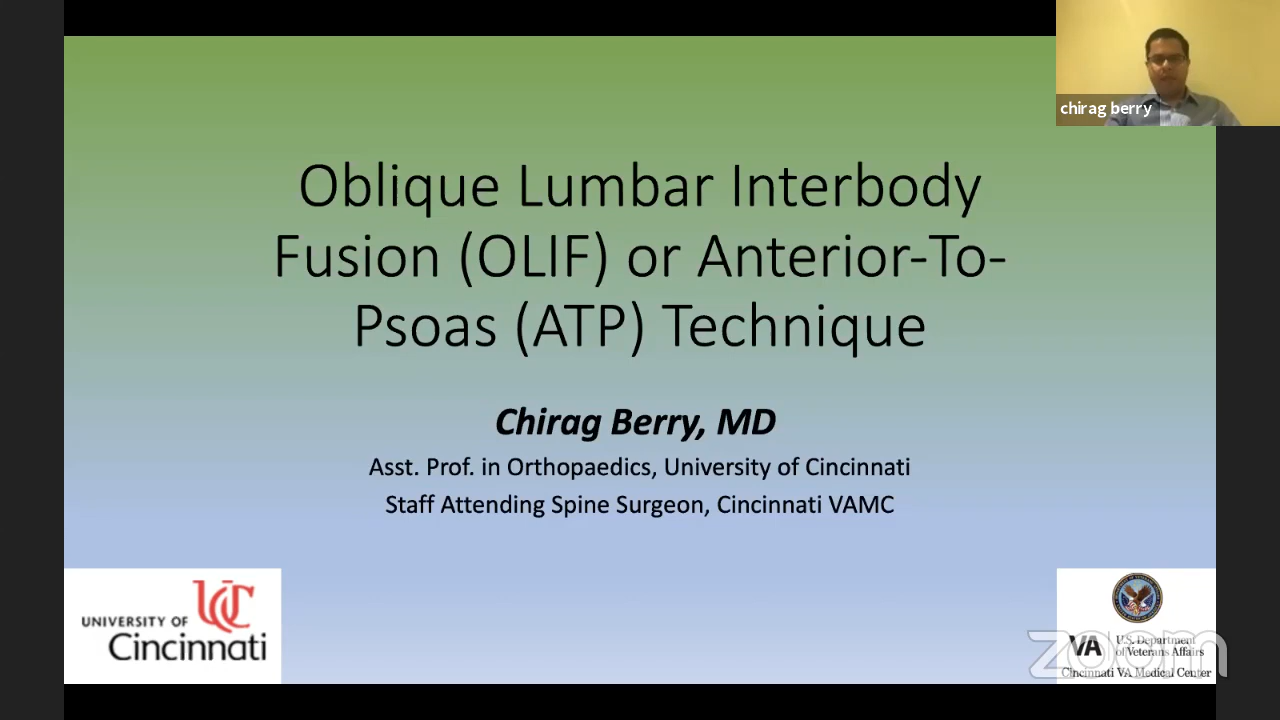 chirag berry
Oblique Lumbar Interbody
Fusion (OLIF) or Anterior-To-
Psoas (ATP) Technique
Chirag Berry, MD
Asst. Prof. in Orthopaedics, University of Cincinnati
Staff Attending Spine Surgeon, Cincinnati VAMC
UC
UNIVERSITY OF
Cincinnati
VA
U.S. Department
of Veterans Affairs
Cincinnati VA Medical Center
zoom